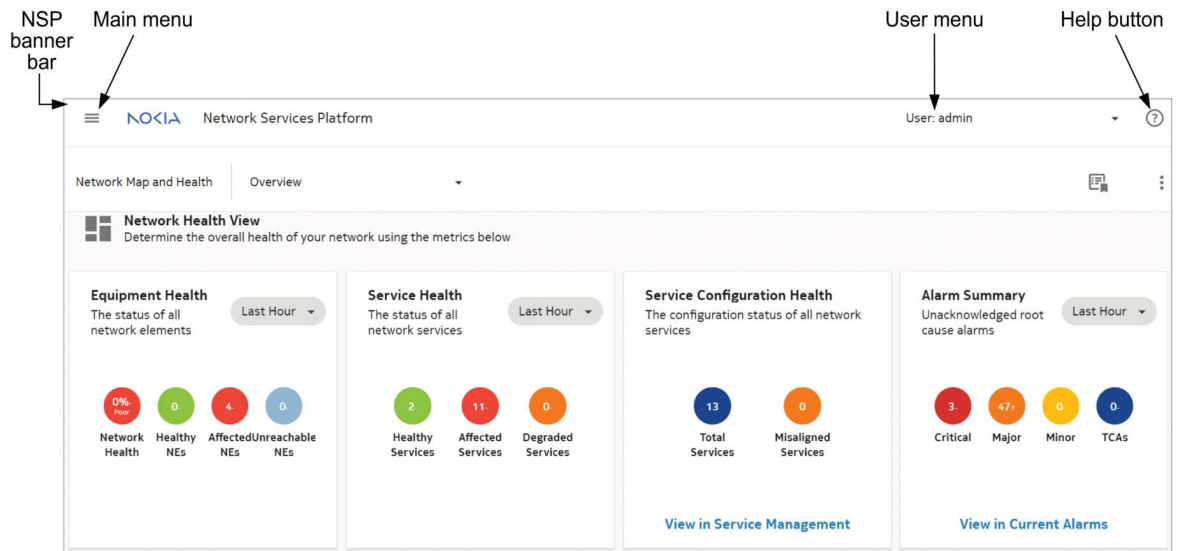 NSP
banner
bar
Main menu
User menu
Help button
NOKIA Network Services Platform
User: admin
?
Network Map and Health
Overview
Network Health View
Determine the overall health of your network using the metrics below
Equipment Health
The status of all
network elements
Last Hour
0%-
Poor
0-
4-
0-
Network
Health
Healthy
NEs
Affected
NEs
Unreachable
NEs
Service Health
The status of all
network services
Last Hour
2-
11-
0-
Healthy
Services
Affected
Services
Degraded
Services
Service Configuration Health
The configuration status of all network
services
13
0
Total
Services
Misaligned
Services
View in Service Management
Alarm Summary
Unacknowledged root
cause alarms
Last Hour
3-
47↑
0-
0-
Critical
Major
Minor
TCAs
View in Current Alarms